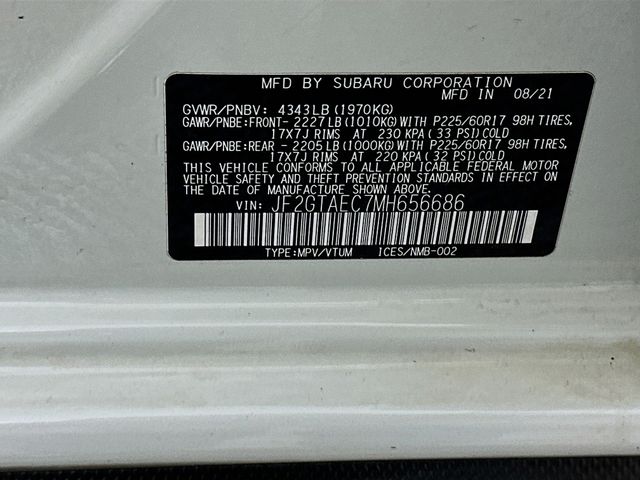 MFD BY SUBARU CORPORATION
MFD IN 08/21
GVWR/PNBV: 4343LB (1970KG)
GAWR/PNBE:FRONT- 2227LB (1010KG) WITH P225/60R17 98H TIRES,
17X7J RIMS AT 230 KPA ( 33 PSI) COLD
GAWR/PNBE:REAR - 2205LB (1000KG) WITH P225/60R17 98H TIRES,
17X7J RIMS AT 220 KPA ( 32 PSI) COLD
THIS VEHICLE CONFORMS TO ALL APPLICABLE FEDERAL MOTOR
VEHICLE SAFETY AND BUMPER STANDARDS IN EFFECT ON THE
DATE OF MANUFACTURE SHOWN ABOVE.
VIN: JF2GTAEC7MH656686
TYPE:MPV/VTUM ICES/NMB-002